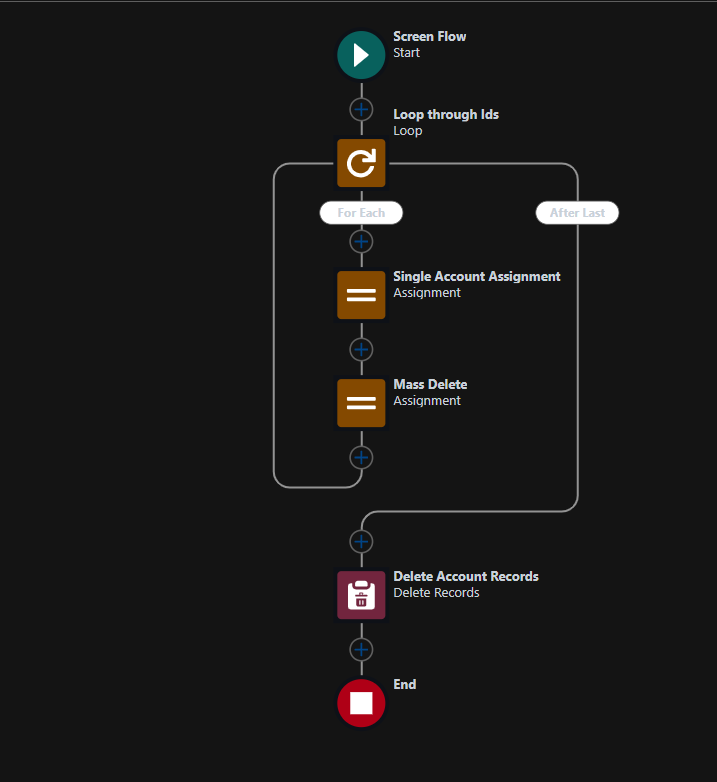 Screen Flow
Start
Loop through Ids
Loop
For Each
After Last
Single Account Assignment
Assignment
Mass Delete
Assignment
Delete Account Records
Delete Records
End